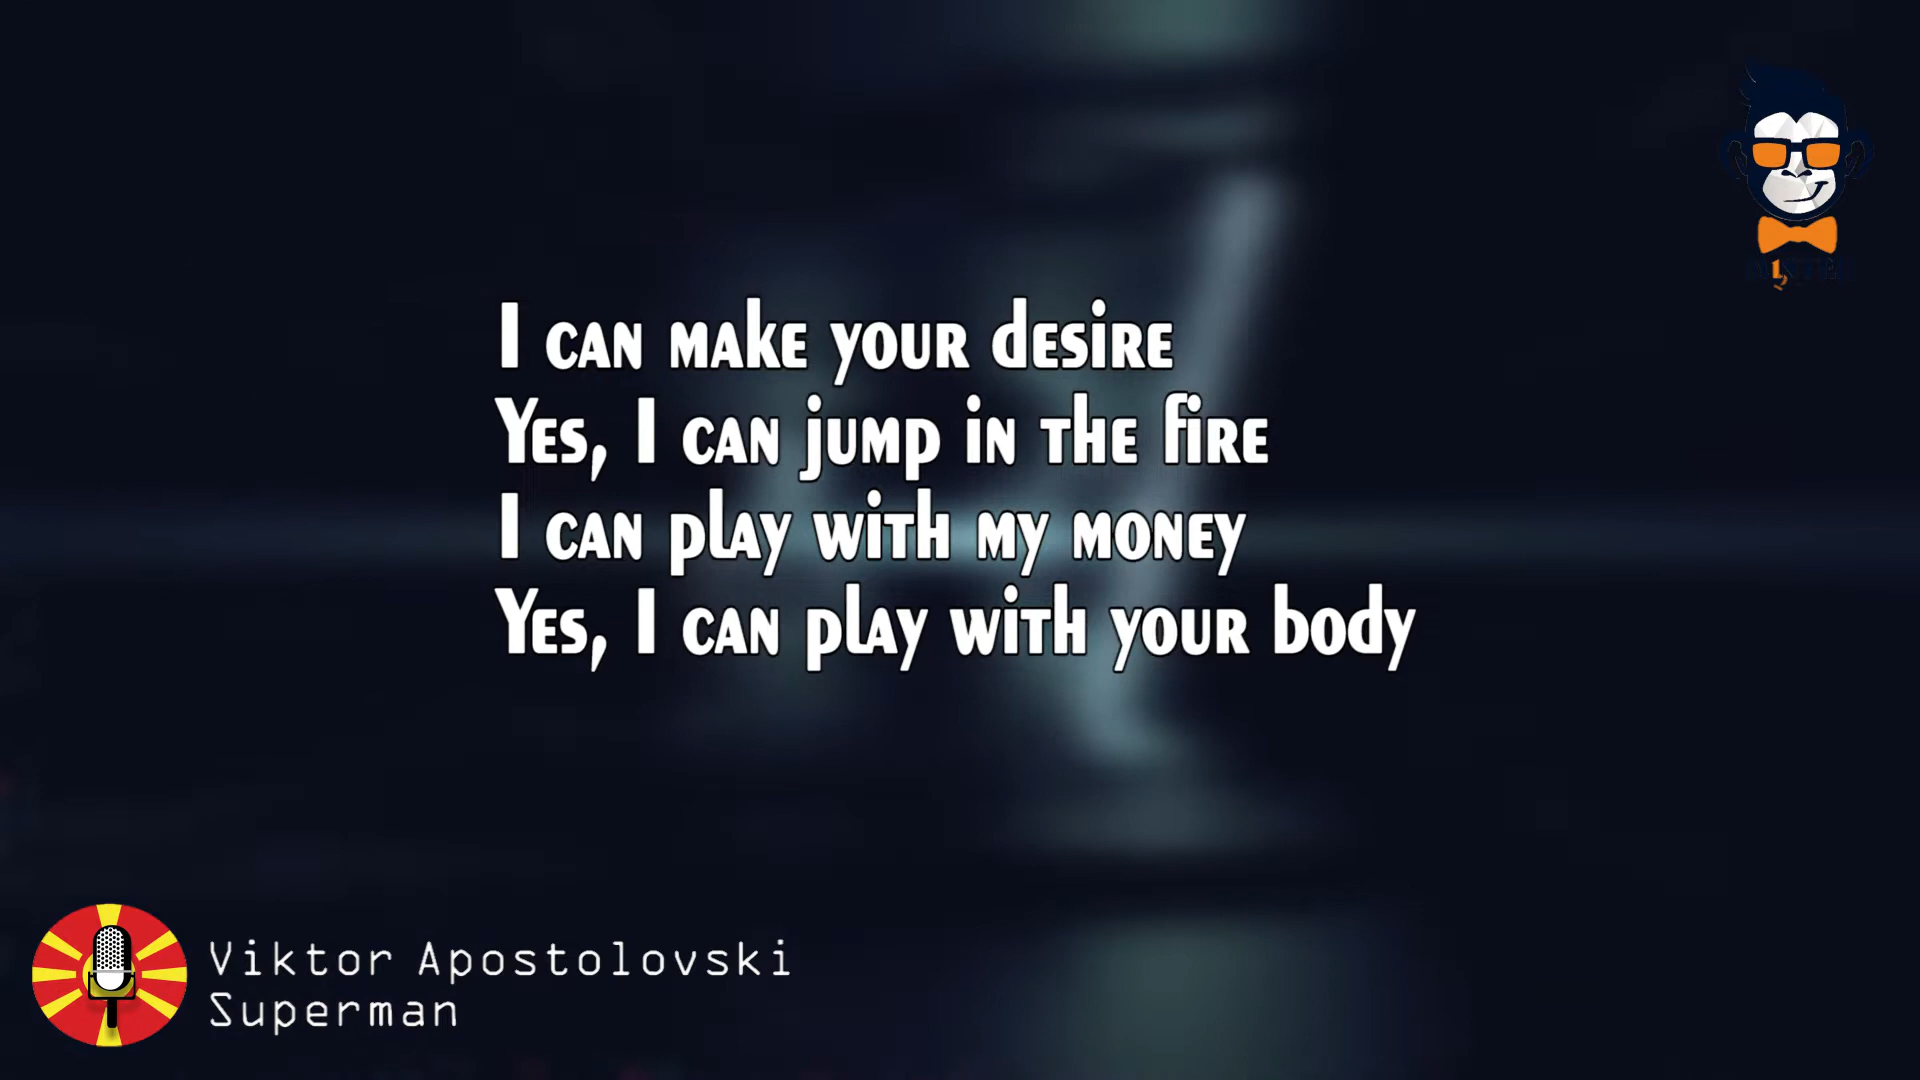 I can make your desire
Yes, I can jump in the fire
I can play with my money
Yes, I can play with your body
Viktor Apostolovski
Superman